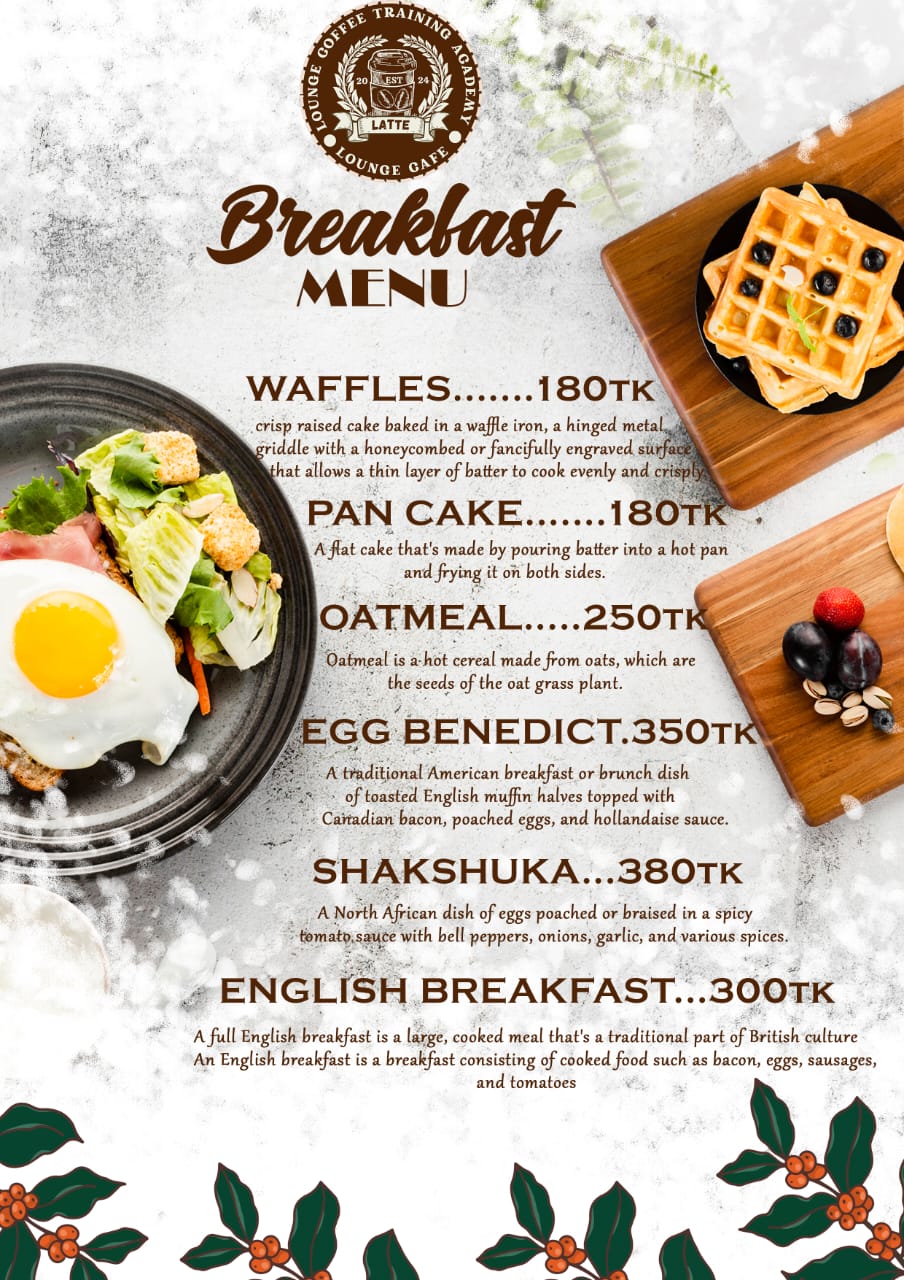 LOUNGE COFFEE TRAINING ACADEMY
20 EST 24
LATTE
LOUNGE CAFE
Breakfast
MENU
WAFFLES.......180TK
crisp raised cake baked in a waffle iron, a hinged metal
griddle with a honeycombed or fancifully engraved surface
that allows a thin layer of batter to cook evenly and crisply.
PAN CAKE.......180TK
A flat cake that's made by pouring batter into a hot pan
and frying it on both sides.
OATMEAL.....250TK
Oatmeal is a hot cereal made from oats, which are
the seeds of the oat grass plant.
EGG BENEDICT.350TK
A traditional American breakfast or brunch dish
of toasted English muffin halves topped with
Canadian bacon, poached eggs, and hollandaise sauce.
SHAKSHUKA...380TK
A North African dish of eggs poached or braised in a spicy
tomato sauce with bell peppers, onions, garlic, and various spices.
ENGLISH BREAKFAST...300TK
A full English breakfast is a large, cooked meal that's a traditional part of British culture
An English breakfast is a breakfast consisting of cooked food such as bacon, eggs, sausages,
and tomatoes